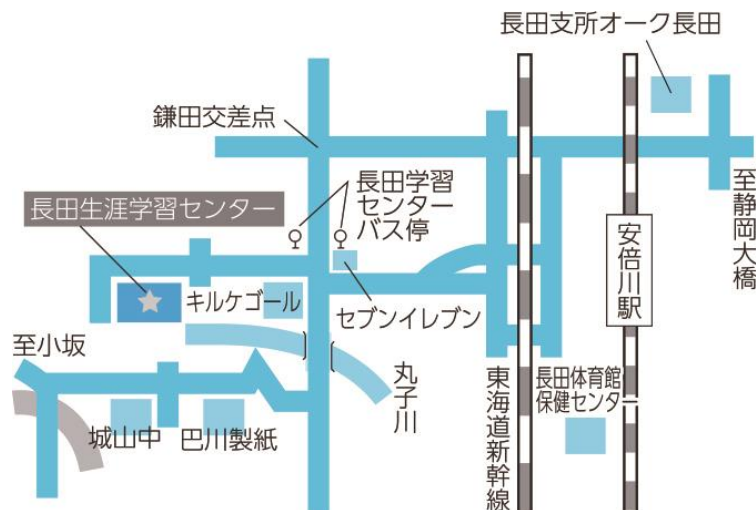 長田支所オーク長田
鎌田交差点
長田学習
センター
バス停
至静岡大橋
長田生涯学習センター
安倍川駅
キルケゴール
セブンイレブン
至小坂
丸子川
東海道新幹線
長田体育館
保健センター
城山中
巴川製紙